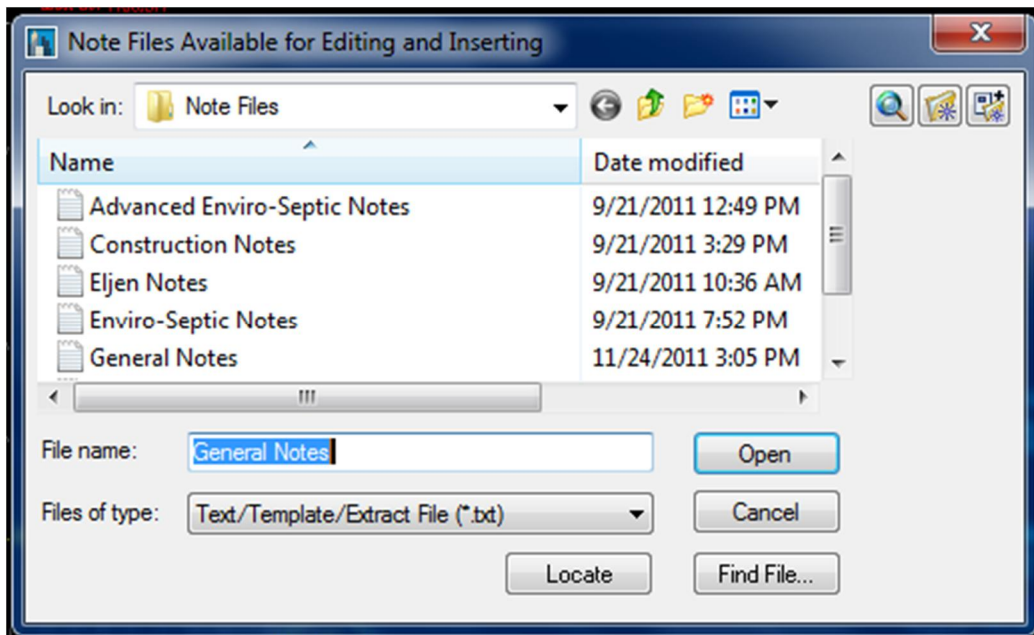 Note Files Available for Editing and Inserting
Look in: Note Files
Name Date modified
Advanced Enviro-Septic Notes 9/21/2011 12:49 PM
Construction Notes 9/21/2011 3:29 PM
Eljen Notes 9/21/2011 10:36 AM
Enviro-Septic Notes 9/21/2011 7:52 PM
General Notes 11/24/2011 3:05 PM
File name: General Notes Open
Files of type: Text/Template/Extract File (*.txt) Cancel
Locate Find File...